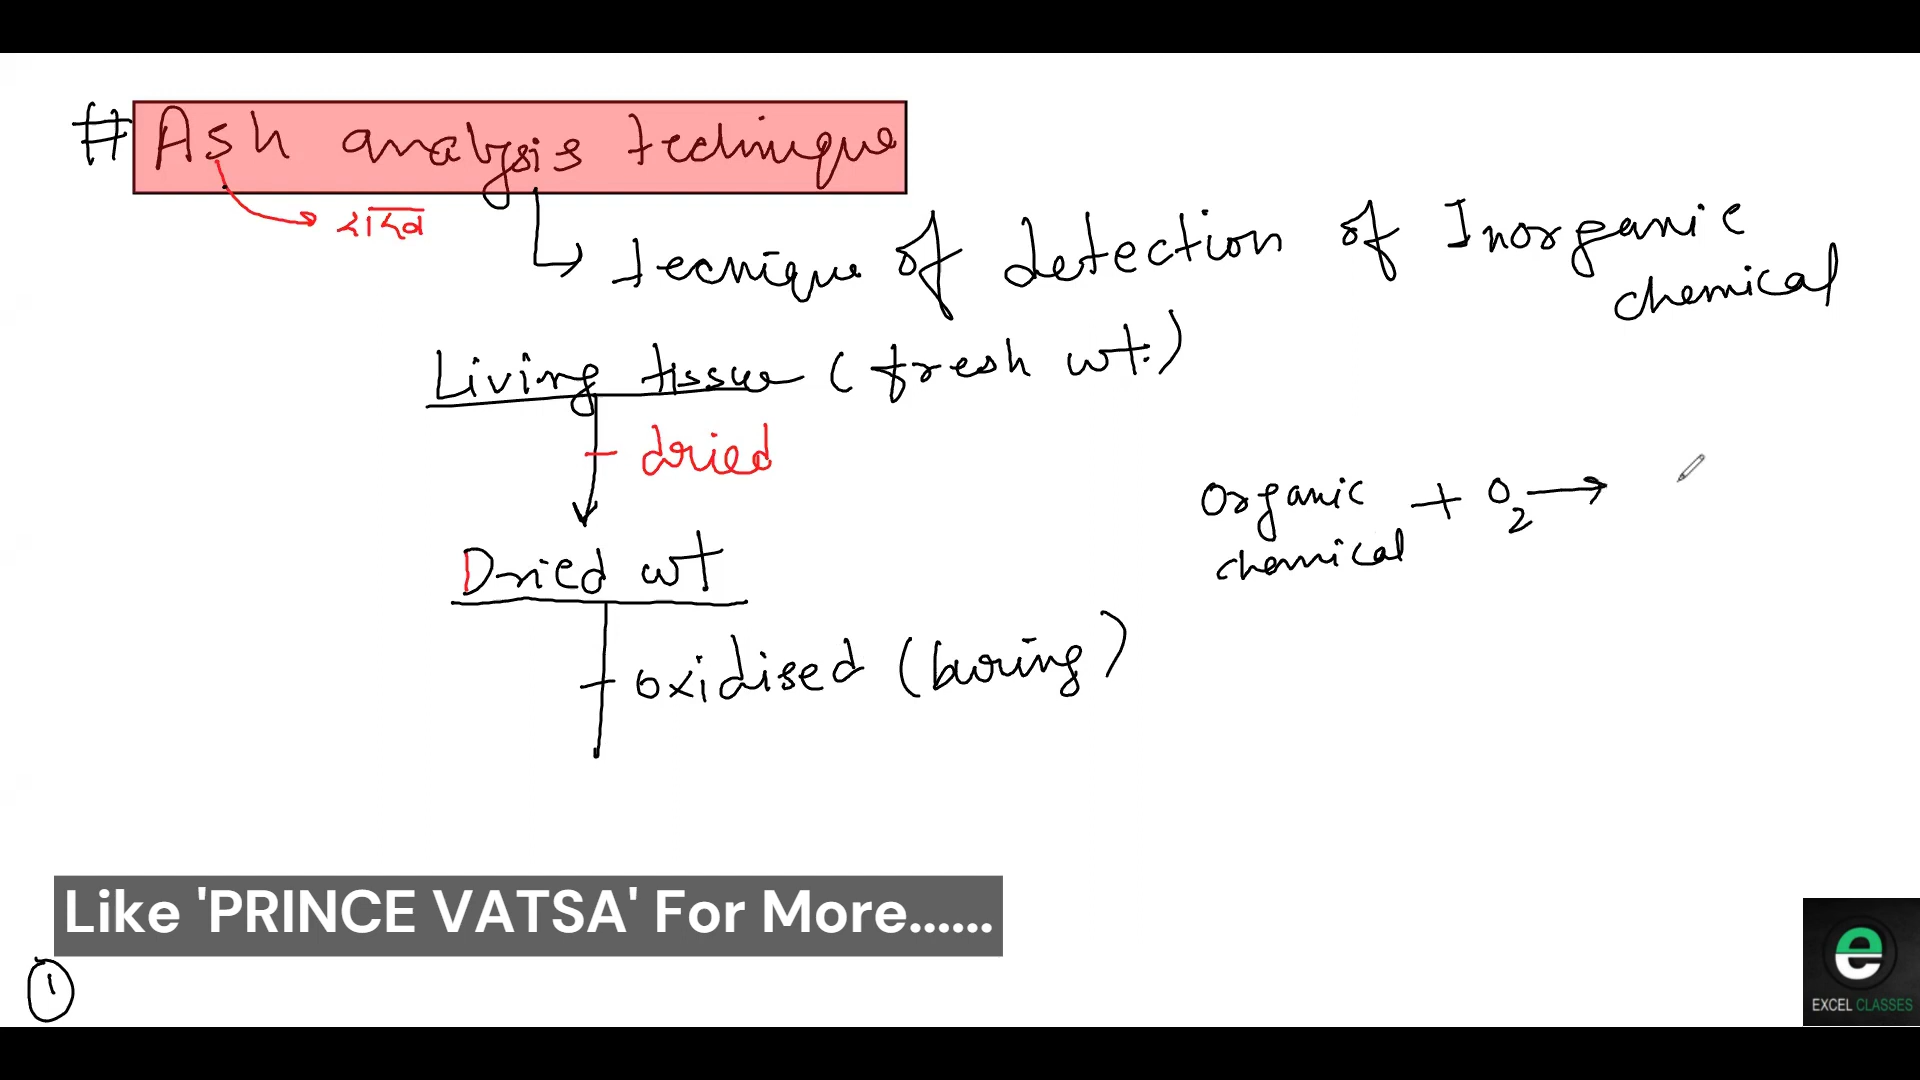 # Ash analysis technique
राख
tecnique of detection of Inorganic
chemical
Living tissue (fresh wt.)
dried
Organic + O2 →
chemical
Dried wt
oxidised (buring)
Like 'PRINCE VATSA' For More......
1
e
EXCEL CLASSES